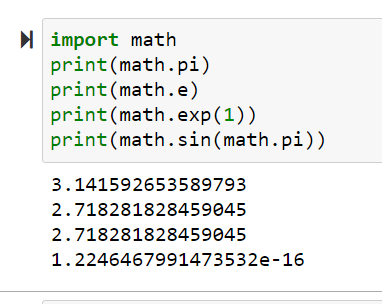 import math
print(math.pi)
print(math.e)
print(math.exp(1))
print(math.sin(math.pi))
3.141592653589793
2.718281828459045
2.718281828459045
1.2246467991473532e-16